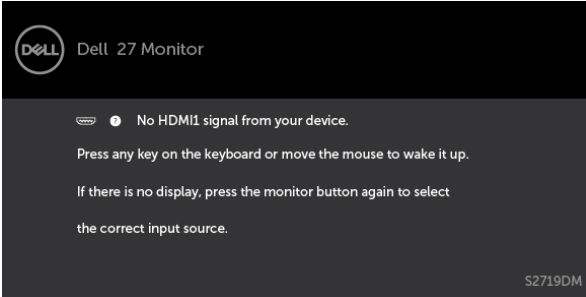 DELL
Dell 27 Monitor
? No HDMI1 signal from your device.
Press any key on the keyboard or move the mouse to wake it up.
If there is no display, press the monitor button again to select
the correct input source.
S2719DM